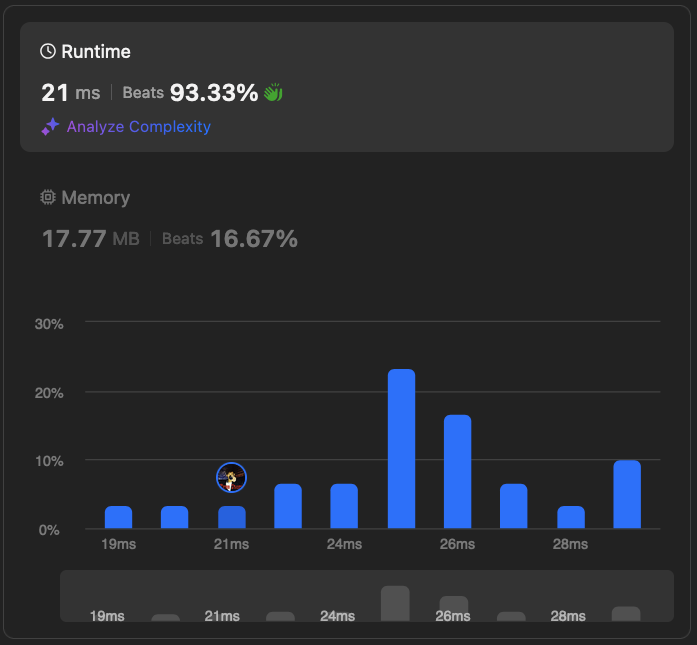 Runtime
21 ms | Beats 93.33%
Analyze Complexity
Memory
17.77 MB | Beats 16.67%
30%
20%
10%
0%
19ms 21ms 24ms 26ms 28ms
19ms 21ms 24ms 26ms 28ms